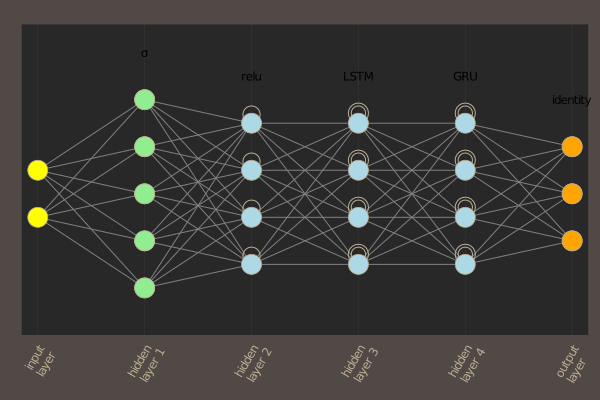 σ
relu
LSTM
GRU
identity
input
layer
hidden
layer 1
hidden
layer 2
hidden
layer 3
hidden
layer 4
output
layer